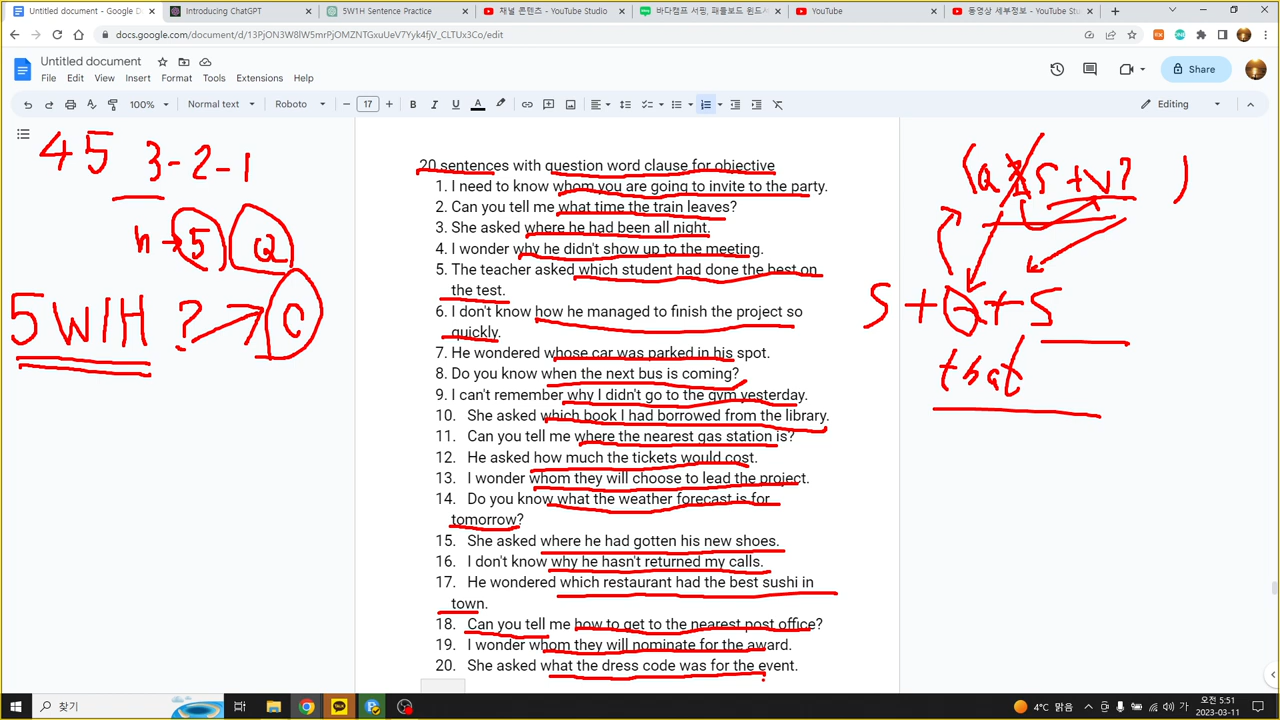 Untitled document - Google D
Introducing ChatGPT
5W1H Sentence Practice
채널 콘텐츠 - YouTube Studio
바다캠프 서핑, 패들보드 윈드서
YouTube
동영상 세부정보 - YouTube Studio
docs.google.com/document/d/13PjON3W8lW5mrPjOMZNTGxuUeV7Yyk4fjV_CLTUx3Co/edit
Untitled document
File Edit View Insert Format Tools Extensions Help
Share
100% Normal text Roboto 17 B I U A Editing
45 3-2-1
h → 5 Q
5W1H ? C
20 sentences with question word clause for objective
1. I need to know whom you are going to invite to the party.
2. Can you tell me what time the train leaves?
3. She asked where he had been all night.
4. I wonder why he didn't show up to the meeting.
5. The teacher asked which student had done the best on
the test.
6. I don't know how he managed to finish the project so
quickly.
7. He wondered whose car was parked in his spot.
8. Do you know when the next bus is coming?
9. I can't remember why I didn't go to the gym yesterday.
10. She asked which book I had borrowed from the library.
11. Can you tell me where the nearest gas station is?
12. He asked how much the tickets would cost.
13. I wonder whom they will choose to lead the project.
14. Do you know what the weather forecast is for
tomorrow?
15. She asked where he had gotten his new shoes.
16. I don't know why he hasn't returned my calls.
17. He wondered which restaurant had the best sushi in
town.
18. Can you tell me how to get to the nearest post office?
19. I wonder whom they will nominate for the award.
20. She asked what the dress code was for the event.
(Q S+V? )
S + + S
that
찾기
4°C 맑음
가
오전 5:51
2023-03-11